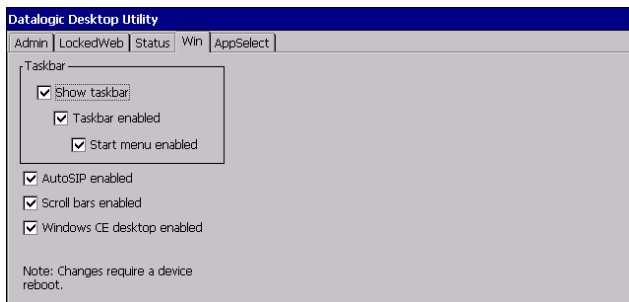 Datalogic Desktop Utility
Admin LockedWeb Status Win AppSelect
Taskbar
Show taskbar
Taskbar enabled
Start menu enabled
AutoSIP enabled
Scroll bars enabled
Windows CE desktop enabled
Note: Changes require a device
reboot.